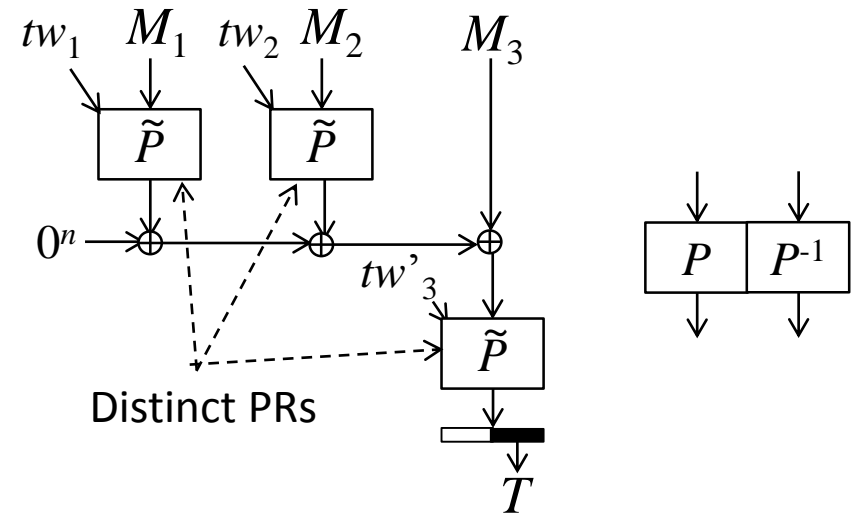 tw₁ M₁ tw₂ M₂ M₃
P̃ P̃
0ⁿ
P P⁻¹
tw’₃
P̃
Distinct PRs
T